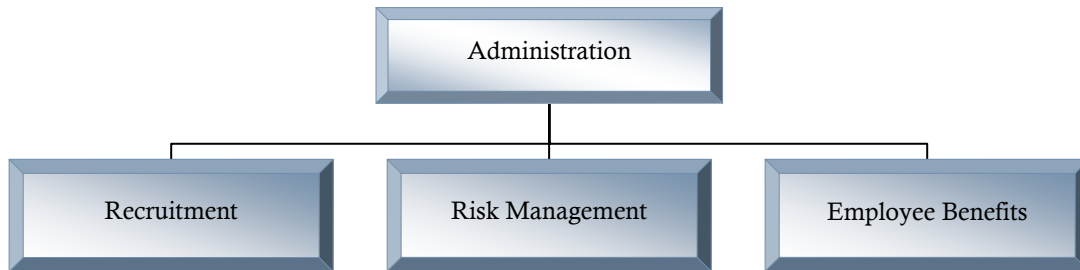 Administration
Recruitment
Risk Management
Employee Benefits